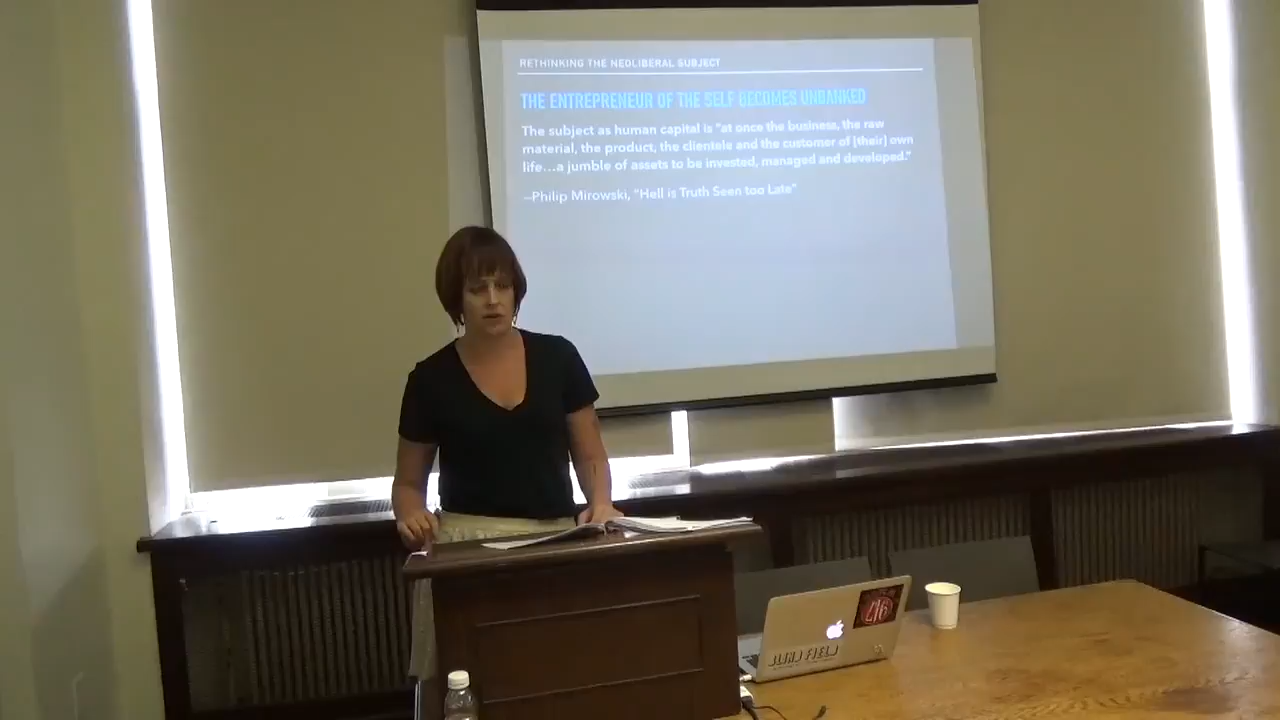 RETHINKING THE NEOLIBERAL SUBJECT
THE ENTREPRENEUR OF THE SELF BECOMES UNBANKED
The subject as human capital is “at once the business, the raw
material, the product, the clientele and the customer of [their] own
life…a jumble of assets to be invested, managed and developed.”
–Philip Mirowski, “Hell is Truth Seen too Late”